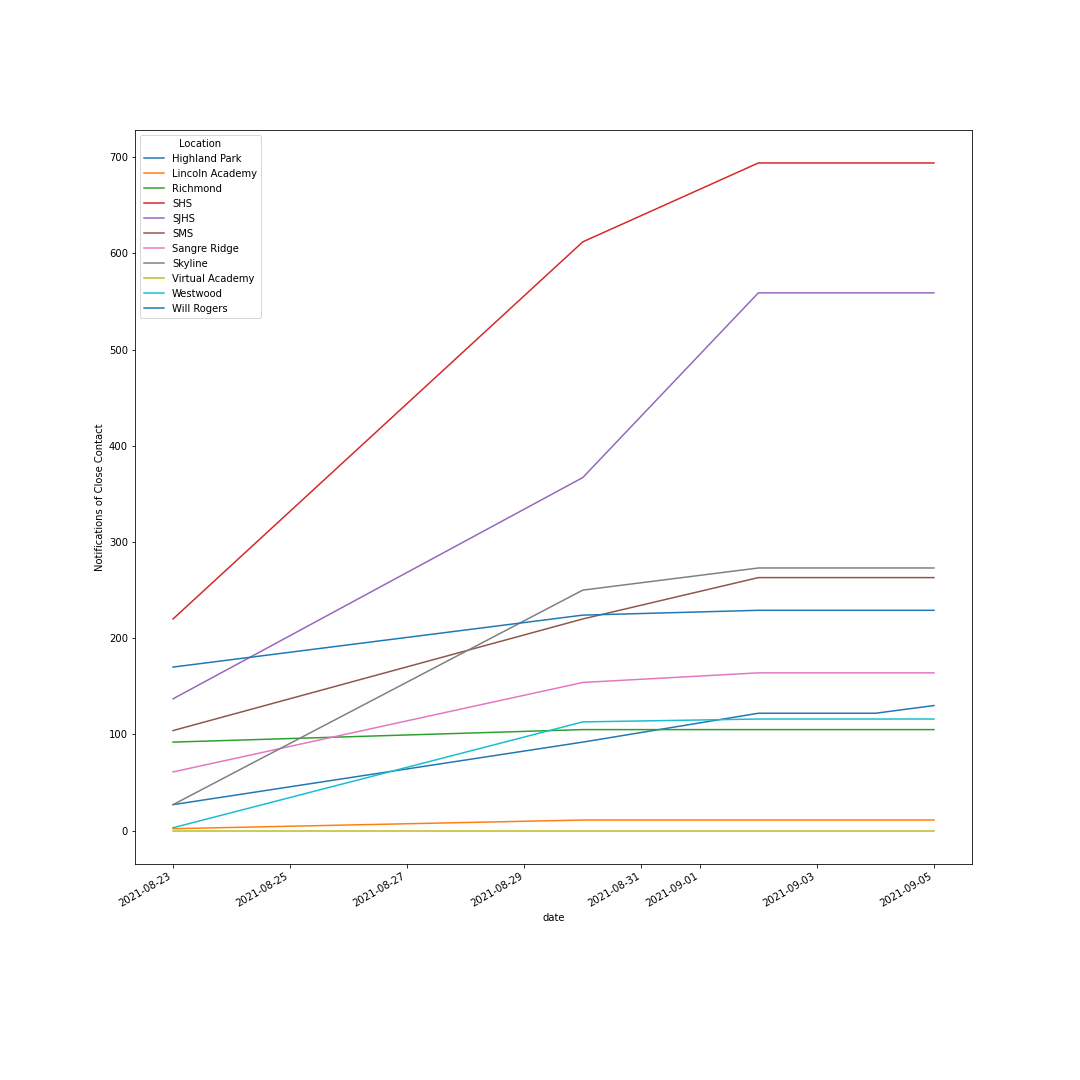 Location
Highland Park
Lincoln Academy
Richmond
SHS
SJHS
SMS
Sangre Ridge
Skyline
Virtual Academy
Westwood
Will Rogers
700
600
500
400
300
200
100
0
Notifications of Close Contact
2021-08-23
2021-08-25
2021-08-27
2021-08-29
2021-08-31
2021-09-01
2021-09-03
2021-09-05
date